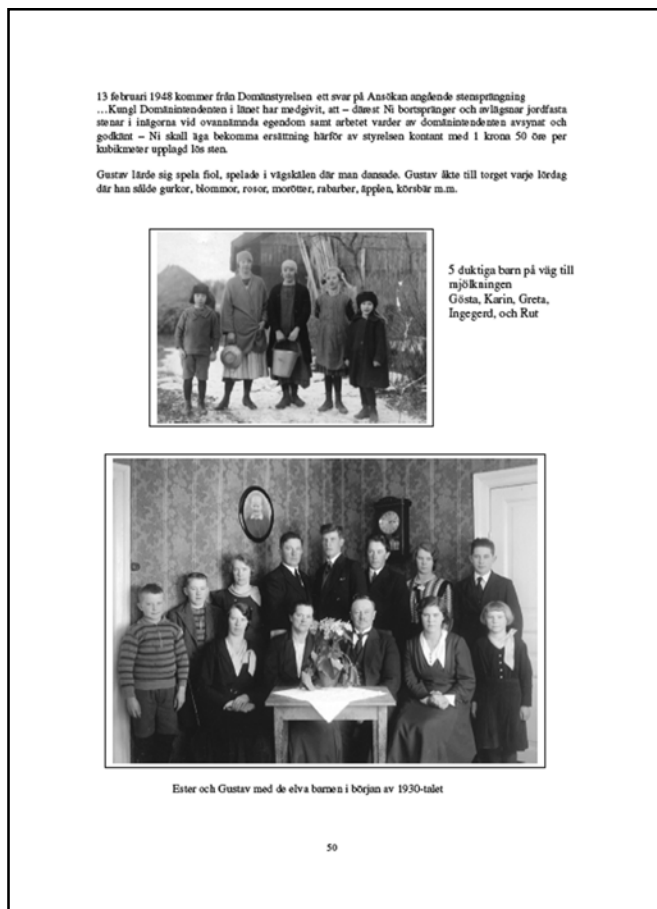 13 februari 1948 kommer från Domänstyrelsen ett svar på Ansökan angående stensprängning
…Kungl Domänintendenten i länet har medgivit, att – därest Ni bortspränger och avlägsnar jordfasta
stenar i inägorna vid ovannämnda egendom samt arbetet varder av domänintendenten avsynat och
godkänt – Ni skall äga bekomma ersättning härför av styrelsen kontant med 1 krona 50 öre per
kubikmeter upplagd lös sten.
Gustav lärde sig spela fiol, spelade i vägskälen där man dansade. Gustav åkte till torget varje lördag
där han sålde gurkor, blommor, rosor, morötter, rabarber, äpplen, körsbär m.m.
5 duktiga barn på väg till
mjölkningen
Gösta, Karin, Greta,
Ingegerd, och Rut
Ester och Gustav med de elva barnen i början av 1930-talet
50